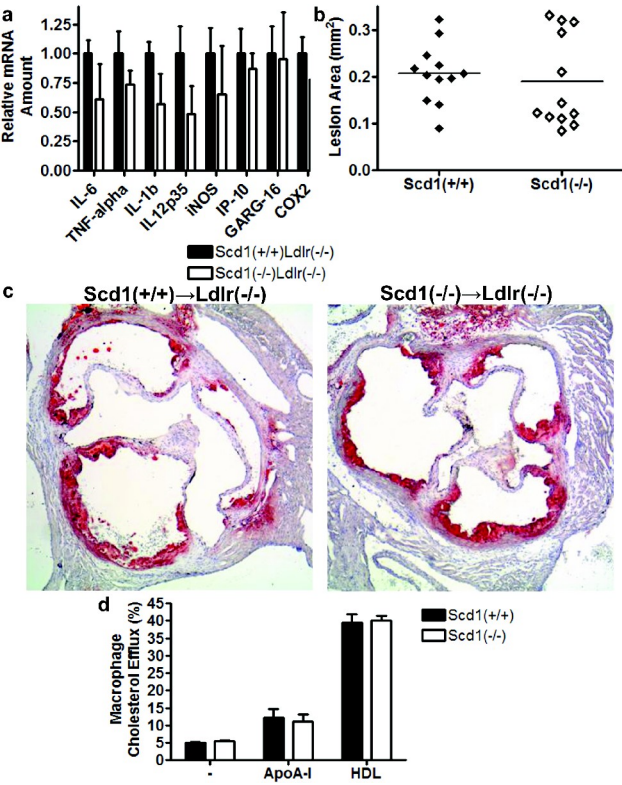 a
Relative mRNA
Amount
1.25
1.00
0.75
0.50
0.25
0.00
IL-6
TNF-alpha
IL-1b
IL12p35
iNOS
IP-10
GARG-16
COX2
Scd1(+/+)Ldlr(-/-)
Scd1(-/-)Ldlr(-/-)
b
Lesion Area (mm²)
0.3
0.2
0.1
0.0
Scd1(+/+)
Scd1(-/-)
c
Scd1(+/+)→Ldlr(-/-)
Scd1(-/-)→Ldlr(-/-)
d
Macrophage
Cholesterol Efflux (%)
45
40
35
30
25
20
15
10
5
0
-
ApoA-I
HDL
Scd1(+/+)
Scd1(-/-)